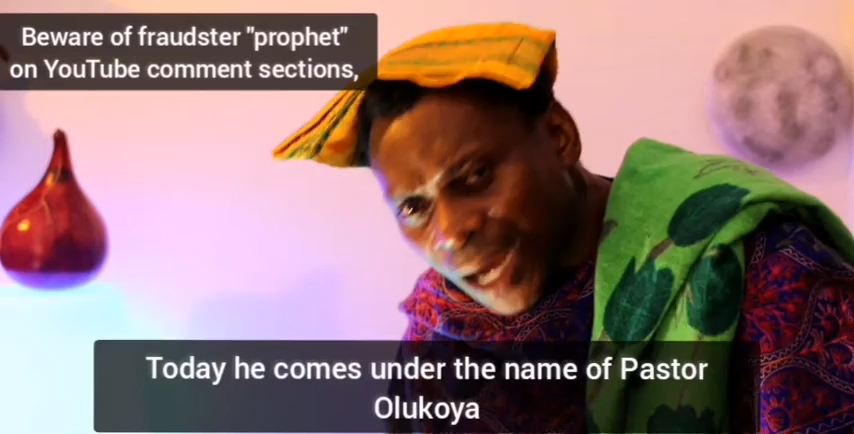 Beware of fraudster "prophet"
on YouTube comment sections,
Today he comes under the name of Pastor
Olukoya